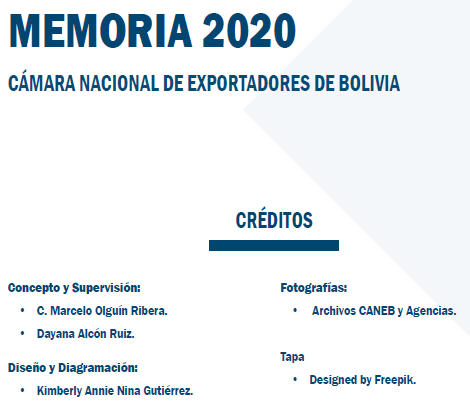 MEMORIA 2020
CÁMARA NACIONAL DE EXPORTADORES DE BOLIVIA
CRÉDITOS
Concepto y Supervisión:
• C. Marcelo Olguín Ribera.
• Dayana Alcón Ruiz.
Diseño y Diagramación:
• Kimberly Annie Nina Gutiérrez.
Fotografías:
• Archivos CANEB y Agencias.
Tapa
• Designed by Freepik.